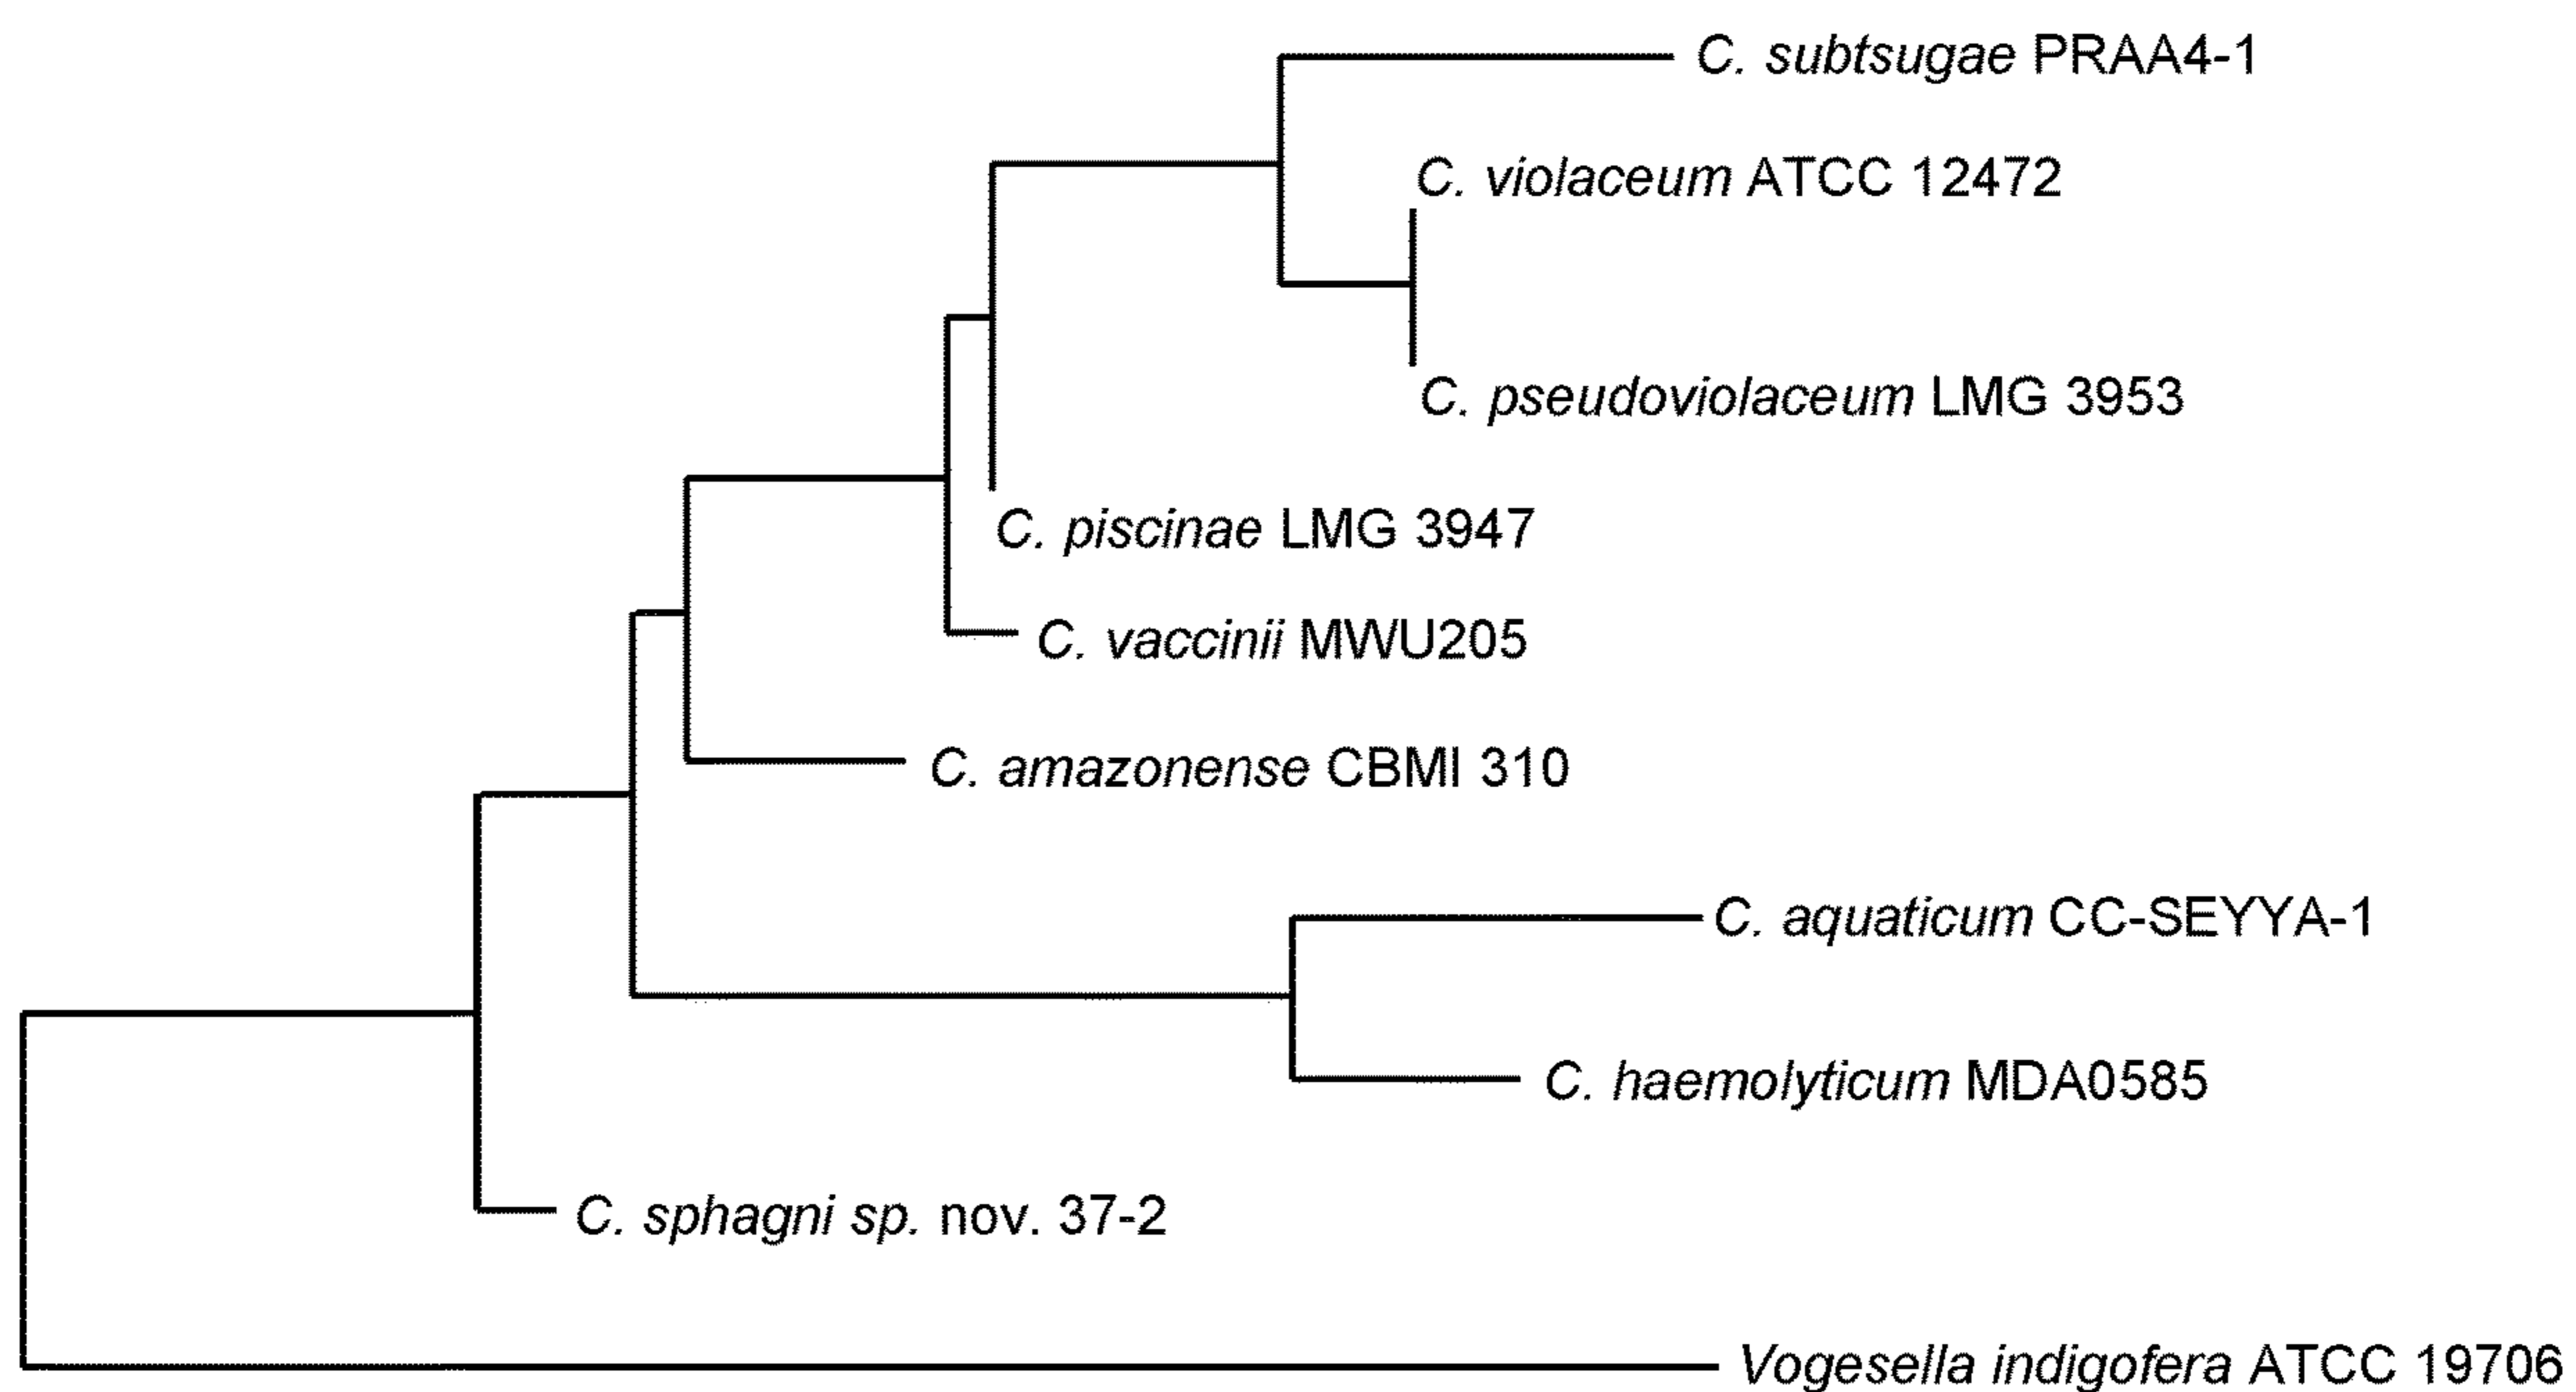 C. subtsugae PRAA4-1
C. violaceum ATCC 12472
C. pseudoviolaceum LMG 3953
C. piscinae LMG 3947
C. vaccinii MWU205
C. amazonense CBMI 310
C. aquaticum CC-SEYYA-1
C. haemolyticum MDA0585
C. sphagni sp. nov. 37-2
Vogesella indigofera ATCC 19706